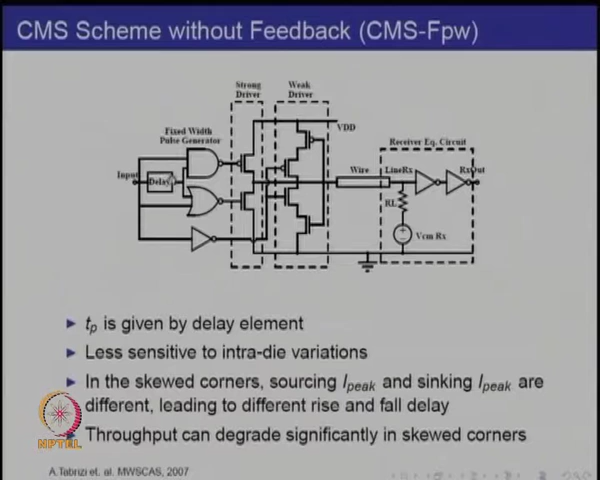 CMS Scheme without Feedback (CMS-Fpw)
Strong Driver
Weak Driver
Fixed Width Pulse Generator
VDD
Receiver Eq. Circuit
Input
Delay
Wire
LineRx
RxOut
RL
Vcm Rx
tp is given by delay element
Less sensitive to intra-die variations
In the skewed corners, sourcing Ipeak and sinking Ipeak are
different, leading to different rise and fall delay
Throughput can degrade significantly in skewed corners
NPTEL
A.Tabrizi et. al. MWSCAS, 2007